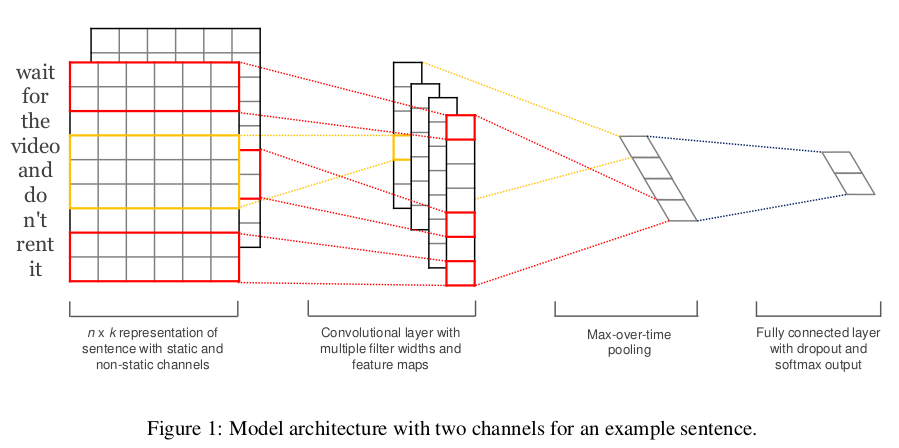 wait
for
the
video
and
do
n't
rent
it
n x k representation of
sentence with static and
non-static channels
Convolutional layer with
multiple filter widths and
feature maps
Max-over-time
pooling
Fully connected layer
with dropout and
softmax output
Figure 1: Model architecture with two channels for an example sentence.